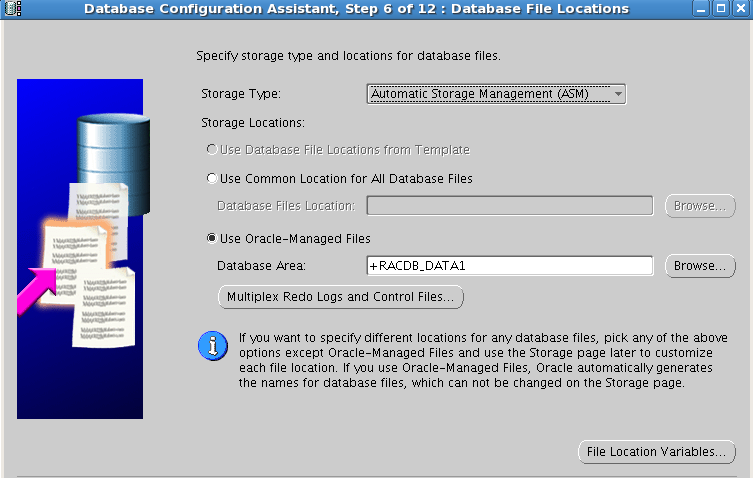 Database Configuration Assistant, Step 6 of 12 : Database File Locations
Specify storage type and locations for database files.
Storage Type: Automatic Storage Management (ASM)
Storage Locations:
Use Database File Locations from Template
Use Common Location for All Database Files
Database Files Location: Browse...
Use Oracle-Managed Files
Database Area: +RACDB_DATA1 Browse...
Multiplex Redo Logs and Control Files...
If you want to specify different locations for any database files, pick any of the above
options except Oracle-Managed Files and use the Storage page later to customize
each file location. If you use Oracle-Managed Files, Oracle automatically generates
the names for database files, which can not be changed on the Storage page.
File Location Variables...